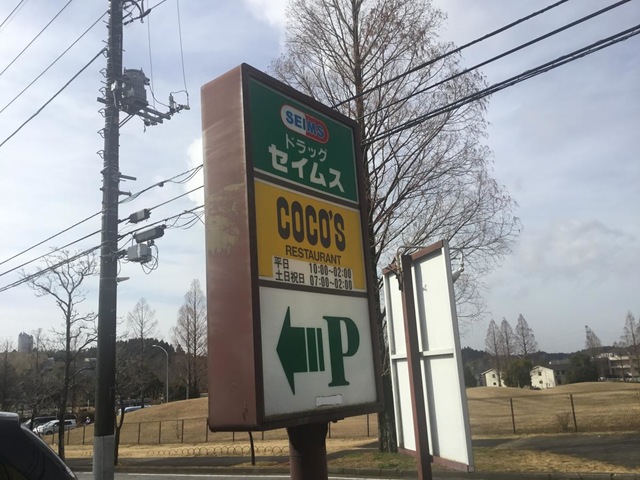 SEIMS
ドラッグ
セイムス
COCO'S
RESTAURANT
平日 10:00~02:00
土日祝日 07:00~02:00
P